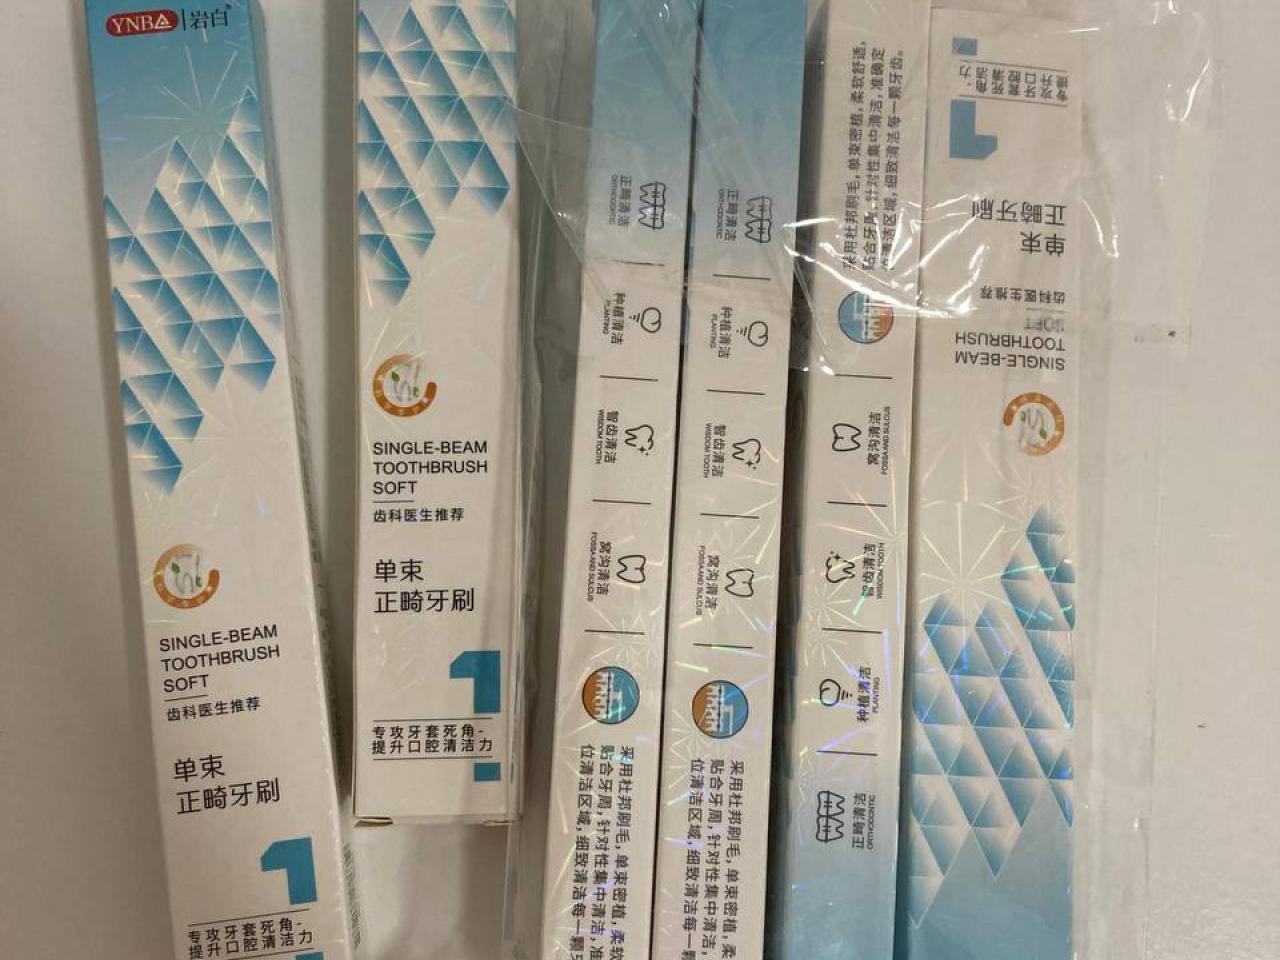 YNBA | 岩白
SINGLE-BEAM
TOOTHBRUSH
SOFT
齿科医生推荐
单束
正畸牙刷
1
专攻牙套死角-
提升口腔清洁力
SINGLE-BEAM
TOOTHBRUSH
SOFT
齿科医生推荐
单束
正畸牙刷
1
专攻牙套死角-
提升口腔清洁力
正畸清洁
ORTHODONTIC
种植清洁
PLANTING
智齿清洁
WISDOM TOOTH
窝沟清洁
FOSSA AND SULCUS
采用杜邦刷毛，单束密植，柔软
贴合牙周，针对性集中清洁，准
位清洁区域，细致清洁每一颗牙
正畸清洁
ORTHODONTIC
种植清洁
PLANTING
智齿清洁
WISDOM TOOTH
窝沟清洁
FOSSA AND SULCUS
采用杜邦刷毛，单束密植，柔
贴合牙周，针对性集中清洁，
位清洁区域，细致清洁每一颗
采用杜邦刷毛，单束密植，柔软舒适，
贴合牙周，针对性集中清洁，准确定
位清洁区域，细致清洁每一颗牙齿。
窝沟清洁
FOSSA AND SULCUS
智齿清洁
WISDOM TOOTH
种植清洁
PLANTING
正畸清洁
ORTHODONTIC
SINGLE-BEAM
TOOTHBRUSH
SOFT
齿科医生推荐
单束
正畸牙刷
1